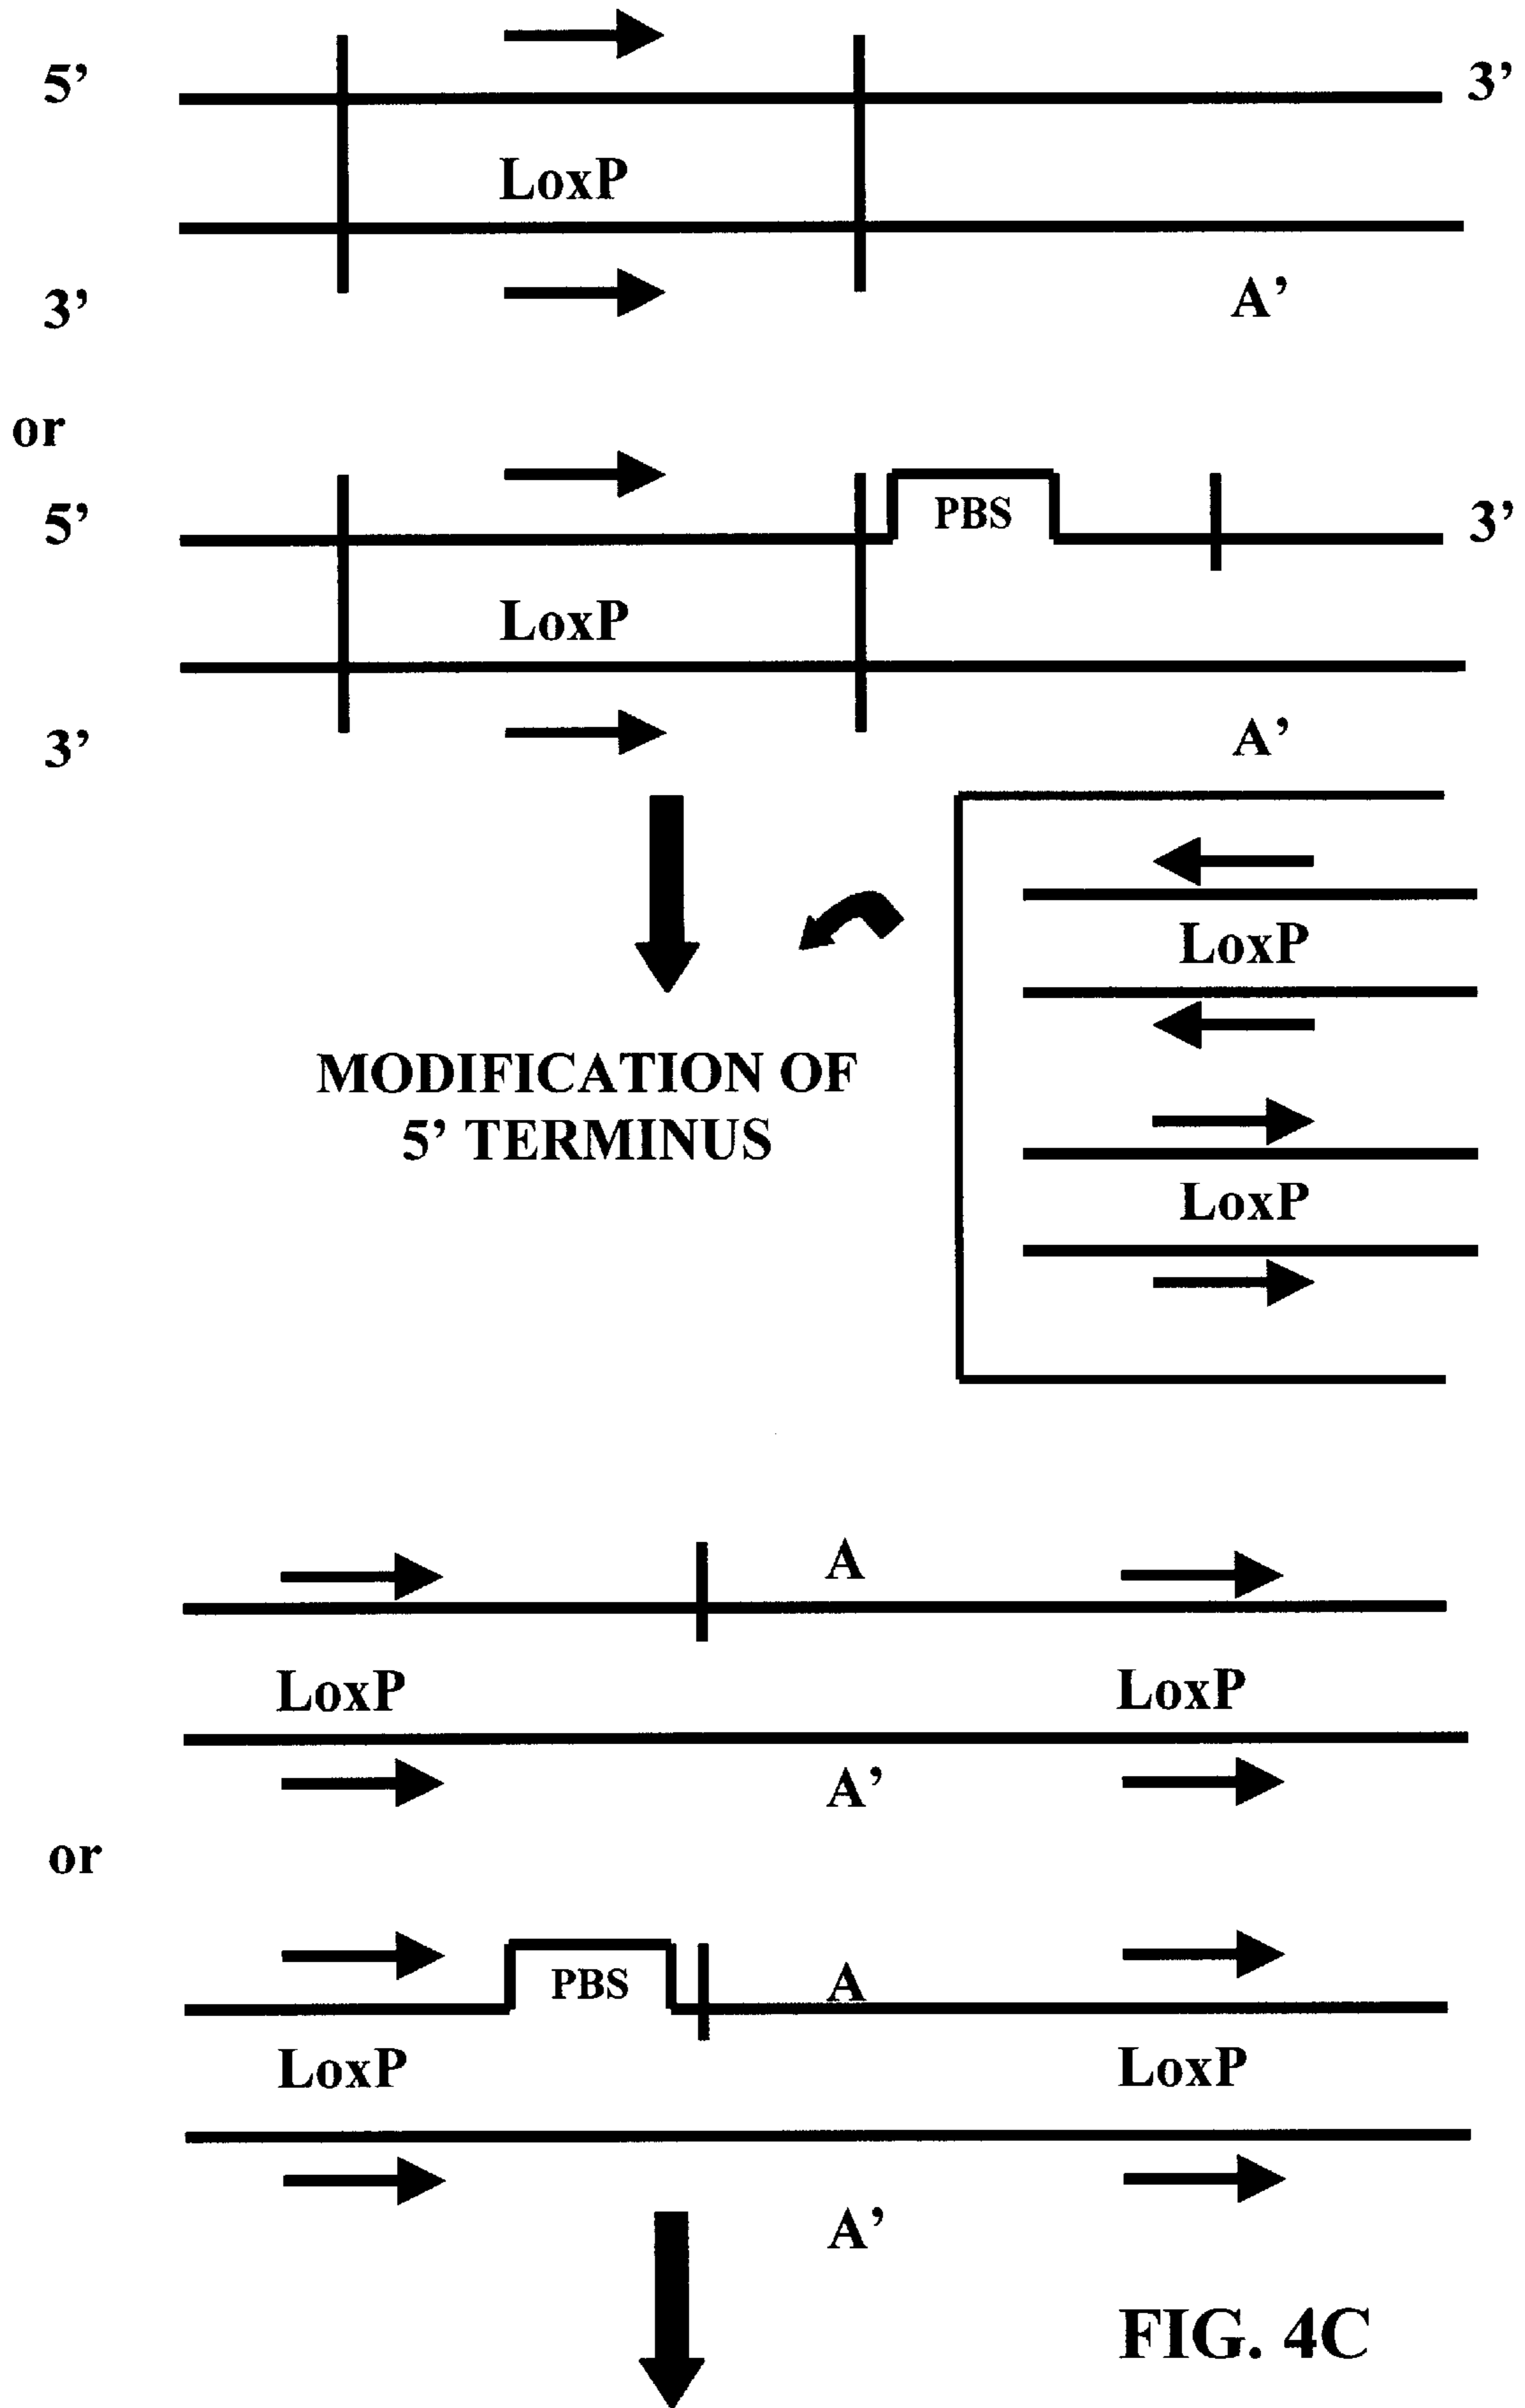 5’ 3’
LoxP
3’ A’
or
PBS
5’ 3’
LoxP
3’ A’
LoxP
MODIFICATION OF
5’ TERMINUS
LoxP
A
LoxP LoxP
A’
or
PBS A
LoxP LoxP
A’
FIG. 4C